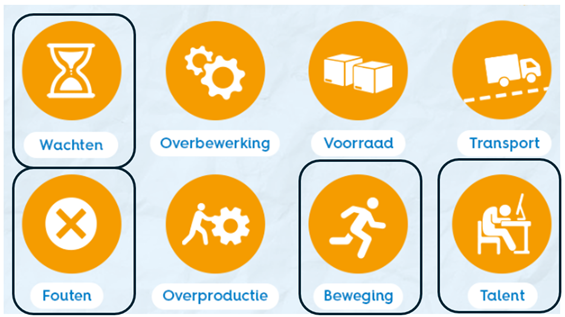 Wachten
Overbewerking
Voorraad
Transport
Fouten
Overproductie
Beweging
Talent